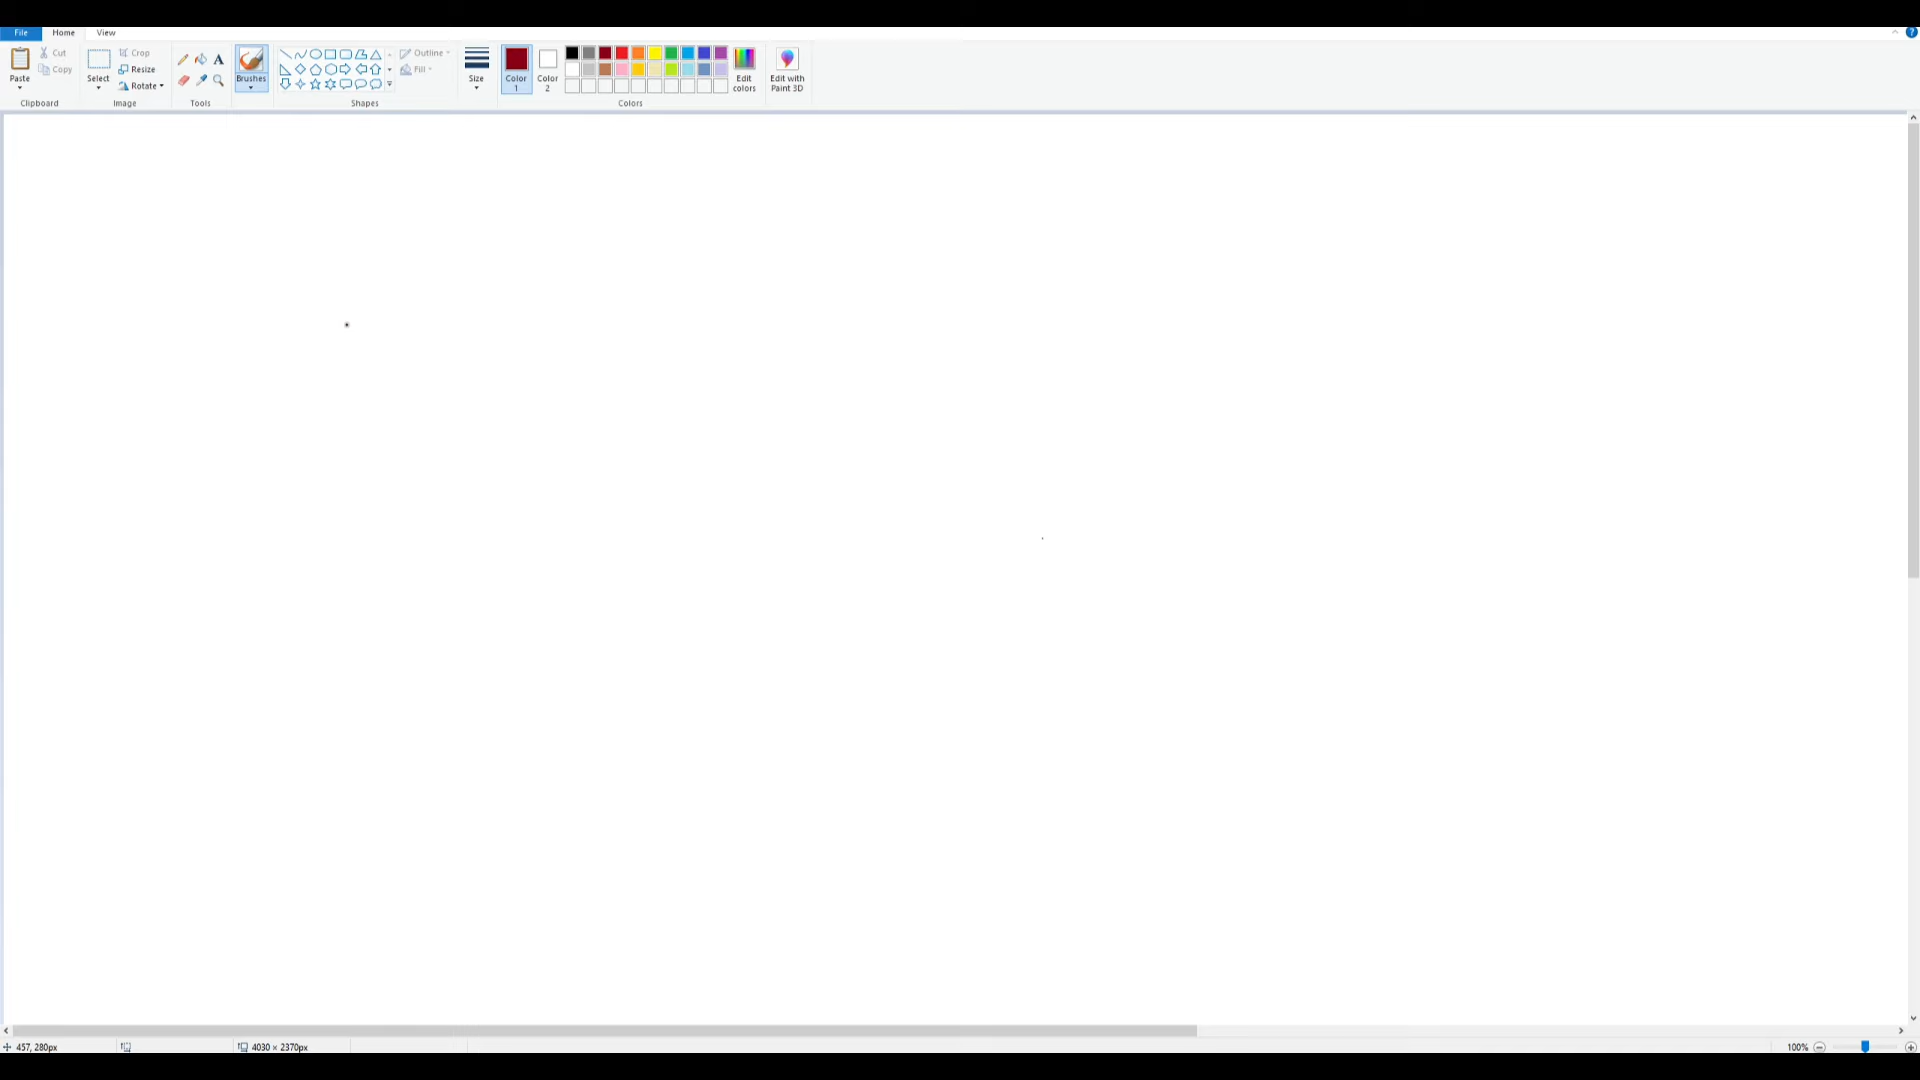 File Home View
Paste Cut Copy
Select Crop Resize Rotate
A
Brushes
Outline Fill
Size
Color 1 Color 2
Edit colors
Edit with Paint 3D
Clipboard Image Tools Shapes Colors
?
457, 280px 4030 × 2370px 100%